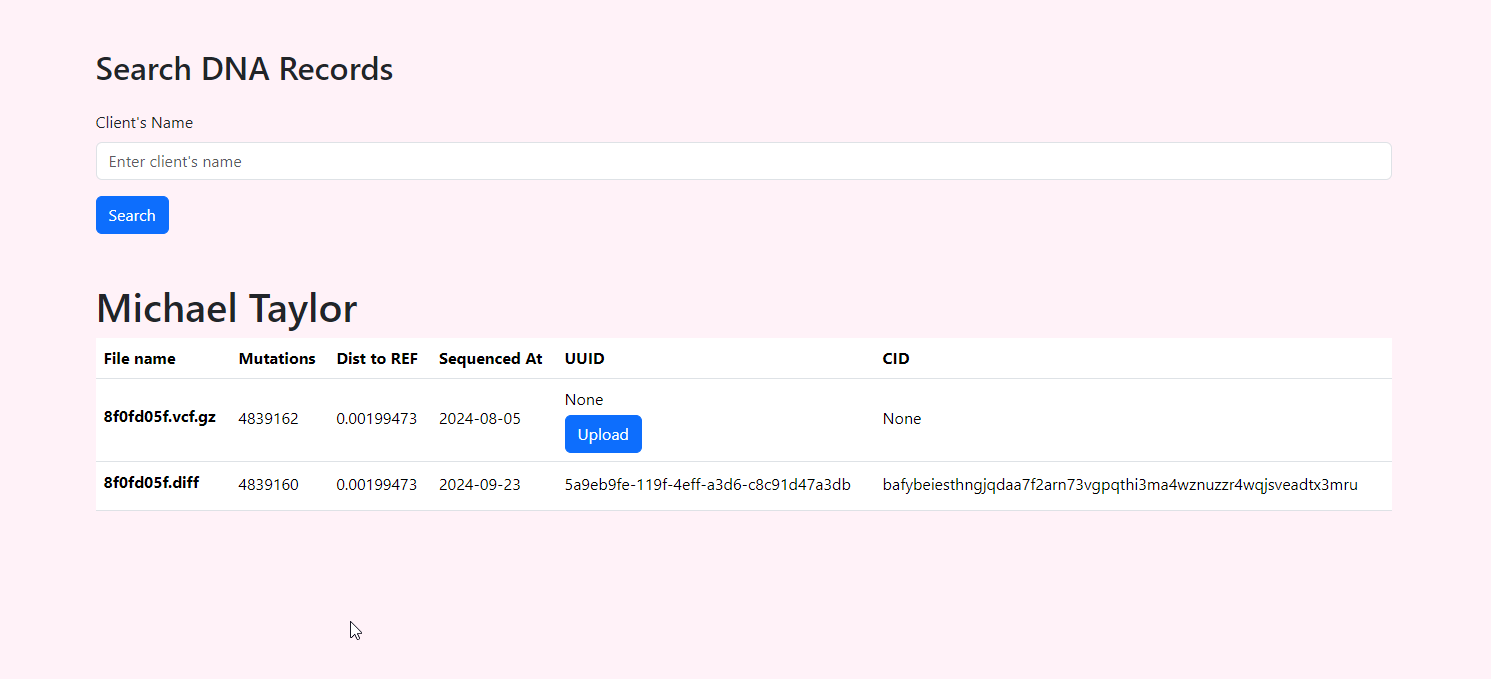 Search DNA Records
Client's Name
Enter client's name
Search
Michael Taylor
File name Mutations Dist to REF Sequenced At UUID CID
8f0fd05f.vcf.gz 4839162 0.00199473 2024-08-05 None Upload None
8f0fd05f.diff 4839160 0.00199473 2024-09-23 5a9eb9fe-119f-4eff-a3d6-c8c91d47a3db bafybeiesthngjqdaa7f2arn73vgpqthi3ma4wznuzzr4wqjsveadtx3mru